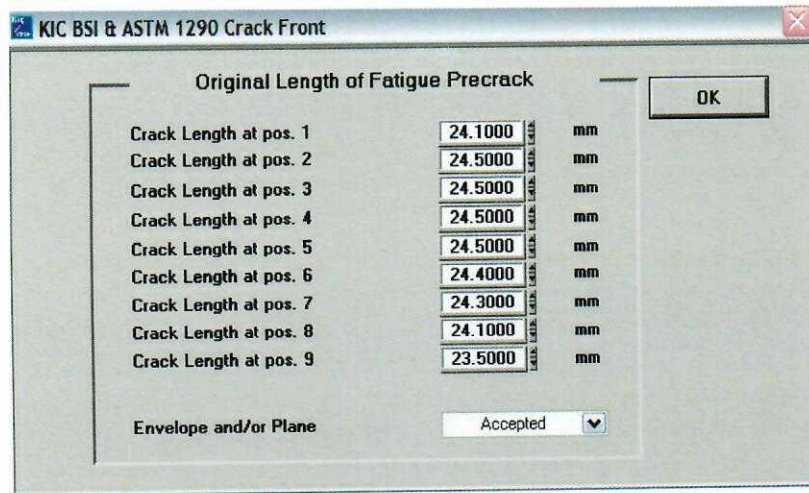 KIC BSI & ASTM 1290 Crack Front
Original Length of Fatigue Precrack
OK
Crack Length at pos. 1 24.1000 mm
Crack Length at pos. 2 24.5000 mm
Crack Length at pos. 3 24.5000 mm
Crack Length at pos. 4 24.5000 mm
Crack Length at pos. 5 24.5000 mm
Crack Length at pos. 6 24.4000 mm
Crack Length at pos. 7 24.3000 mm
Crack Length at pos. 8 24.1000 mm
Crack Length at pos. 9 23.5000 mm
Envelope and/or Plane Accepted